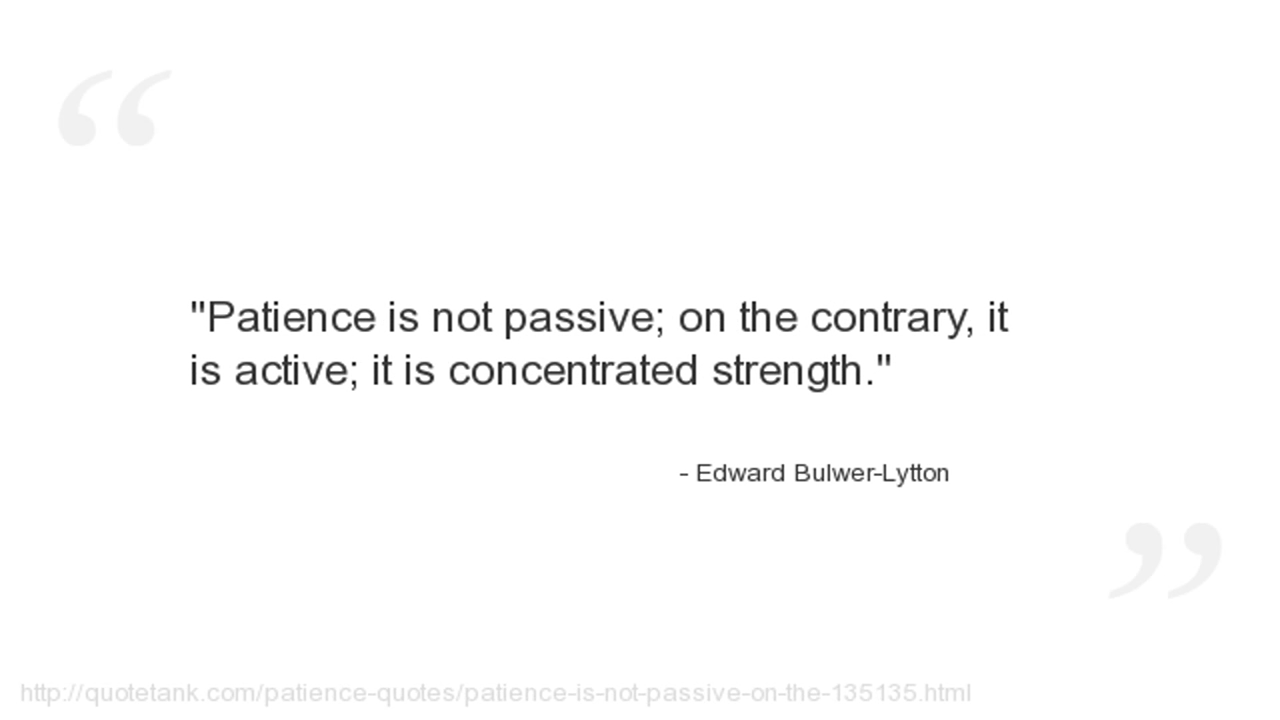 "Patience is not passive; on the contrary, it
is active; it is concentrated strength."
- Edward Bulwer-Lytton
http://quotetank.com/patience-quotes/patience-is-not-passive-on-the-135135.html